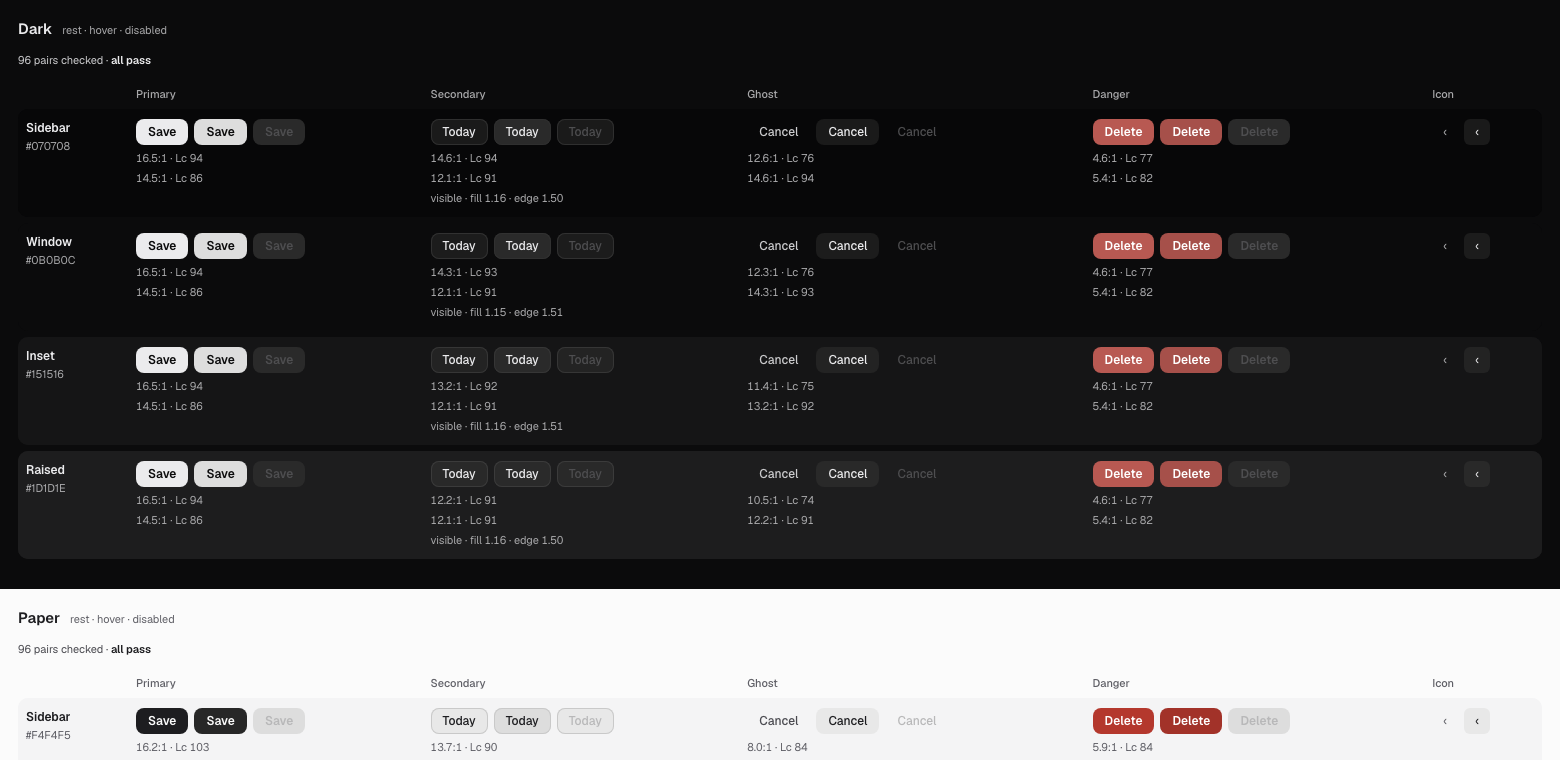 Dark rest · hover · disabled
96 pairs checked · all pass
Primary Secondary Ghost Danger Icon
Sidebar Save Save Save Today Today Today Cancel Cancel Cancel Delete Delete Delete ‹ ‹
#070708 16.5:1 · Lc 94 14.6:1 · Lc 94 12.6:1 · Lc 76 4.6:1 · Lc 77
14.5:1 · Lc 86 12.1:1 · Lc 91 14.6:1 · Lc 94 5.4:1 · Lc 82
visible · fill 1.16 · edge 1.50
Window Save Save Save Today Today Today Cancel Cancel Cancel Delete Delete Delete ‹ ‹
#0B0B0C 16.5:1 · Lc 94 14.3:1 · Lc 93 12.3:1 · Lc 76 4.6:1 · Lc 77
14.5:1 · Lc 86 12.1:1 · Lc 91 14.3:1 · Lc 93 5.4:1 · Lc 82
visible · fill 1.15 · edge 1.51
Inset Save Save Save Today Today Today Cancel Cancel Cancel Delete Delete Delete ‹ ‹
#151516 16.5:1 · Lc 94 13.2:1 · Lc 92 11.4:1 · Lc 75 4.6:1 · Lc 77
14.5:1 · Lc 86 12.1:1 · Lc 91 13.2:1 · Lc 92 5.4:1 · Lc 82
visible · fill 1.16 · edge 1.51
Raised Save Save Save Today Today Today Cancel Cancel Cancel Delete Delete Delete ‹ ‹
#1D1D1E 16.5:1 · Lc 94 12.2:1 · Lc 91 10.5:1 · Lc 74 4.6:1 · Lc 77
14.5:1 · Lc 86 12.1:1 · Lc 91 12.2:1 · Lc 91 5.4:1 · Lc 82
visible · fill 1.16 · edge 1.50
Paper rest · hover · disabled
96 pairs checked · all pass
Primary Secondary Ghost Danger Icon
Sidebar Save Save Save Today Today Today Cancel Cancel Cancel Delete Delete Delete ‹ ‹
#F4F4F5 16.2:1 · Lc 103 13.7:1 · Lc 90 8.0:1 · Lc 84 5.9:1 · Lc 84